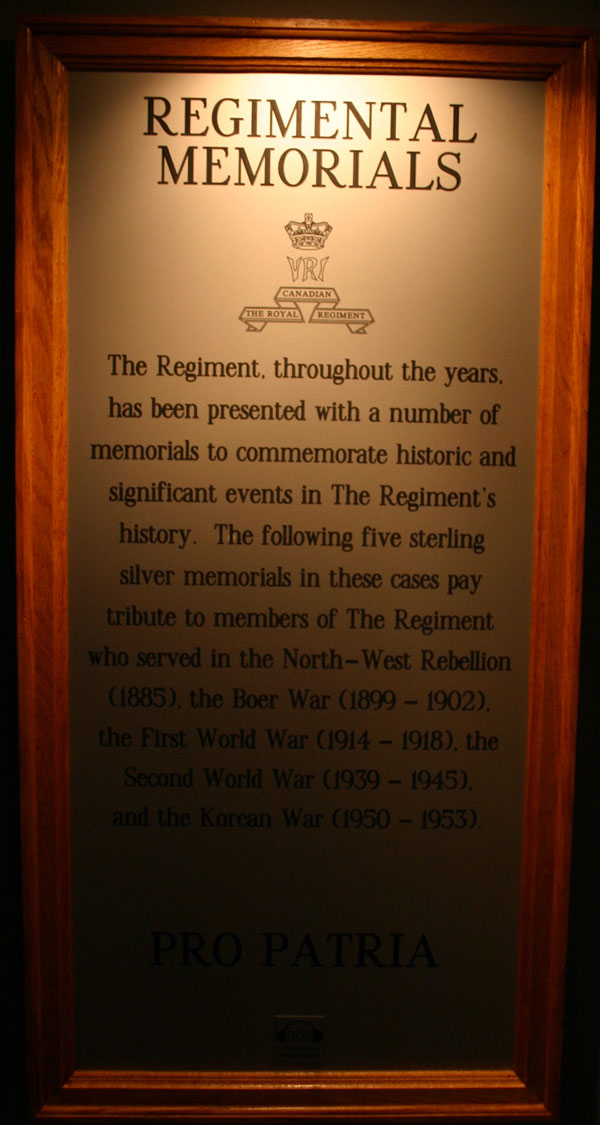 REGIMENTAL
MEMORIALS
VRI
CANADIAN
THE ROYAL REGIMENT
The Regiment, throughout the years,
has been presented with a number of
memorials to commemorate historic and
significant events in The Regiment's
history. The following five sterling
silver memorials in these cases pay
tribute to members of The Regiment
who served in the North-West Rebellion
(1885), the Boer War (1899 - 1902),
the First World War (1914 - 1918), the
Second World War (1939 - 1945),
and the Korean War (1950 - 1953).
PRO PATRIA